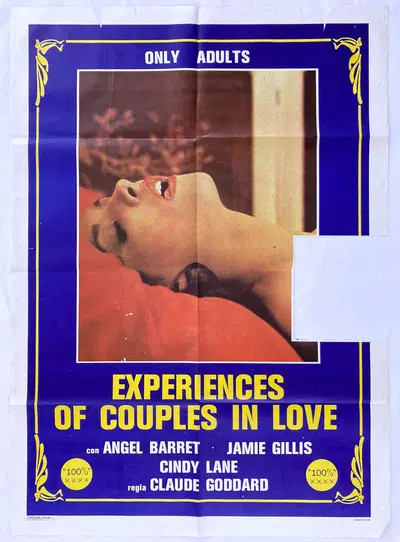 ONLY ADULTS
EXPERIENCES
OF COUPLES IN LOVE
con ANGEL BARRET · JAMIE GILLIS
CINDY LANE
regia CLAUDE GODDARD
"100%"
XXXX
"100%"
XXXX